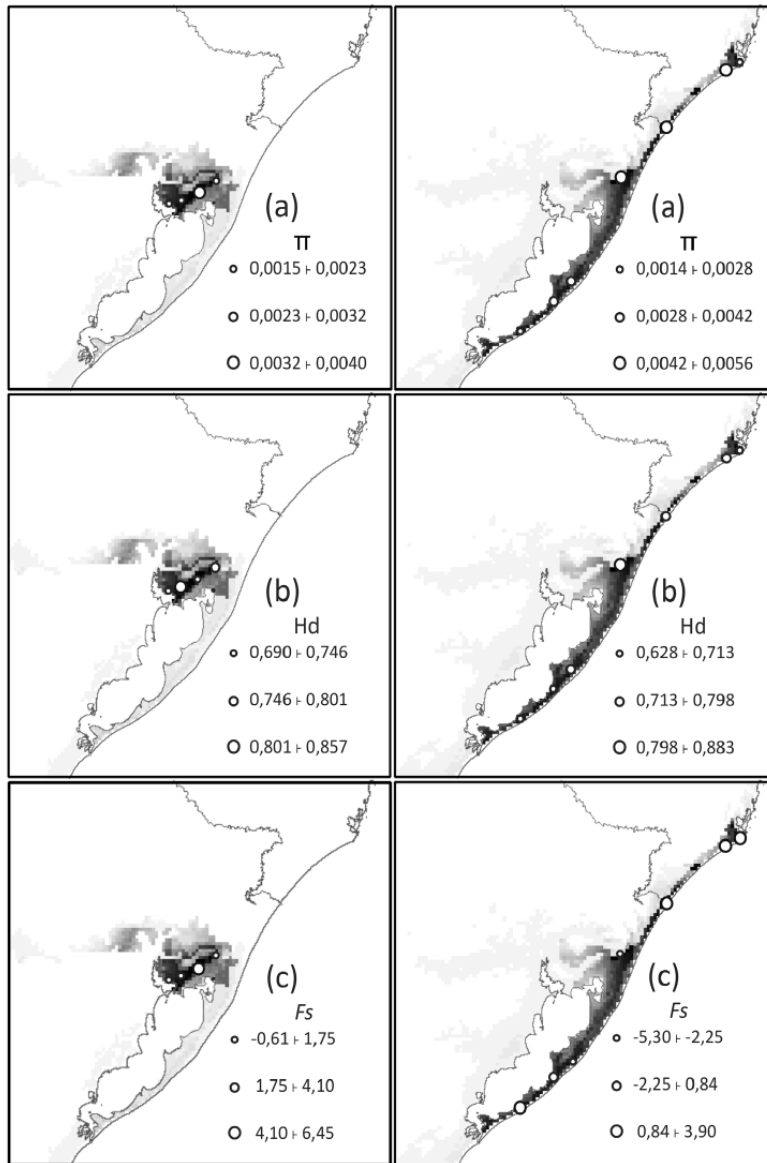 (a)
π
0,0015 ⊦ 0,0023
0,0023 ⊦ 0,0032
0,0032 ⊦ 0,0040
(a)
π
0,0014 ⊦ 0,0028
0,0028 ⊦ 0,0042
0,0042 ⊦ 0,0056
(b)
Hd
0,690 ⊦ 0,746
0,746 ⊦ 0,801
0,801 ⊦ 0,857
(b)
Hd
0,628 ⊦ 0,713
0,713 ⊦ 0,798
0,798 ⊦ 0,883
(c)
Fs
-0,61 ⊦ 1,75
1,75 ⊦ 4,10
4,10 ⊦ 6,45
(c)
Fs
-5,30 ⊦ -2,25
-2,25 ⊦ 0,84
0,84 ⊦ 3,90